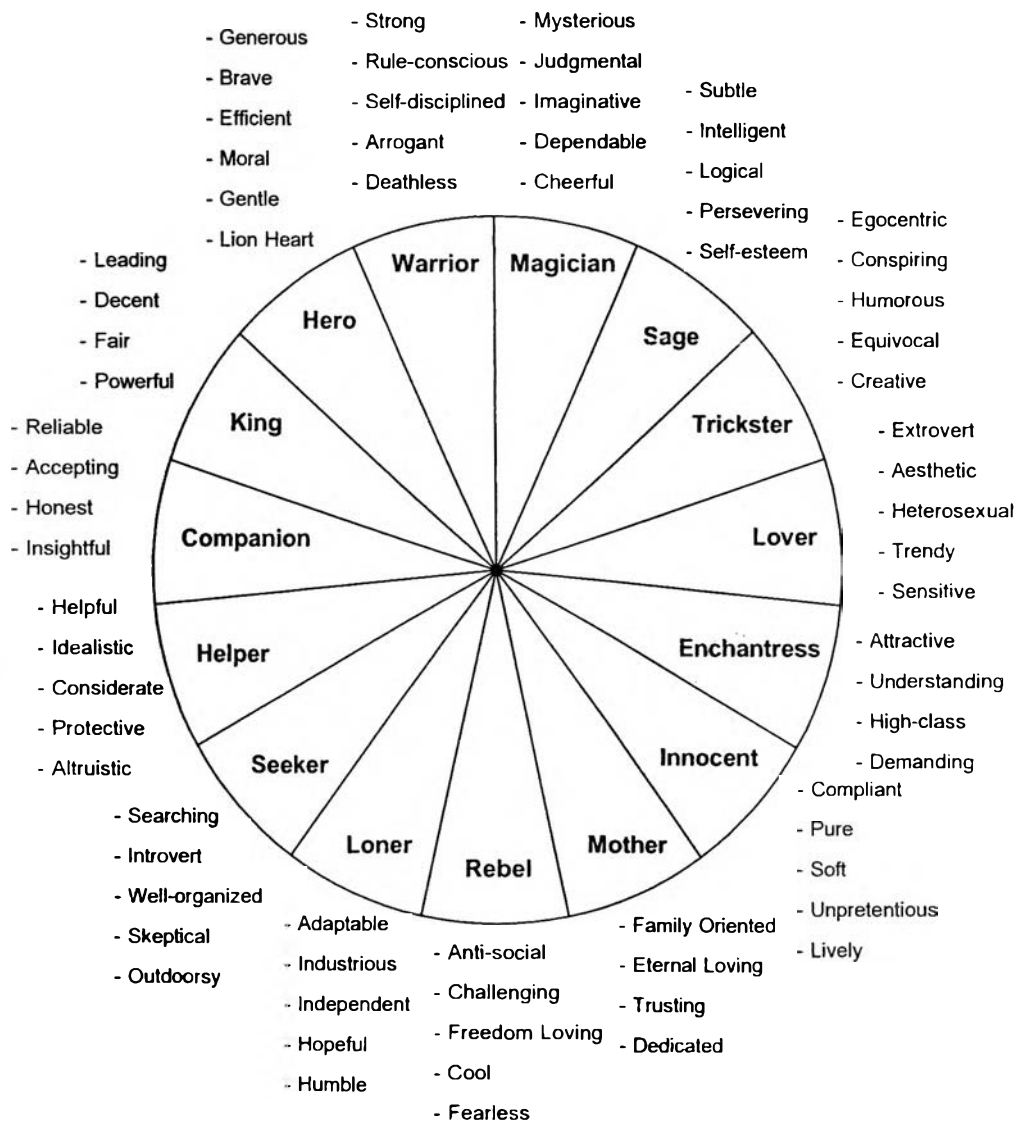 - Strong
- Rule-conscious
- Self-disciplined
- Arrogant
- Deathless
- Mysterious
- Judgmental
- Imaginative
- Dependable
- Cheerful
- Generous
- Brave
- Efficient
- Moral
- Gentle
- Lion Heart
- Subtle
- Intelligent
- Logical
- Persevering
- Self-esteem
- Leading
- Decent
- Fair
- Powerful
- Egocentric
- Conspiring
- Humorous
- Equivocal
- Creative
- Reliable
- Accepting
- Honest
- Insightful
- Extrovert
- Aesthetic
- Heterosexual
- Trendy
- Sensitive
- Helpful
- Idealistic
- Considerate
- Protective
- Altruistic
- Attractive
- Understanding
- High-class
- Demanding
- Searching
- Introvert
- Well-organized
- Skeptical
- Outdoorsy
- Compliant
- Pure
- Soft
- Unpretentious
- Lively
- Adaptable
- Industrious
- Independent
- Hopeful
- Humble
- Anti-social
- Challenging
- Freedom Loving
- Cool
- Fearless
- Family Oriented
- Eternal Loving
- Trusting
- Dedicated
Warrior
Magician
Hero
Sage
King
Trickster
Companion
Lover
Helper
Enchantress
Seeker
Innocent
Loner
Rebel
Mother